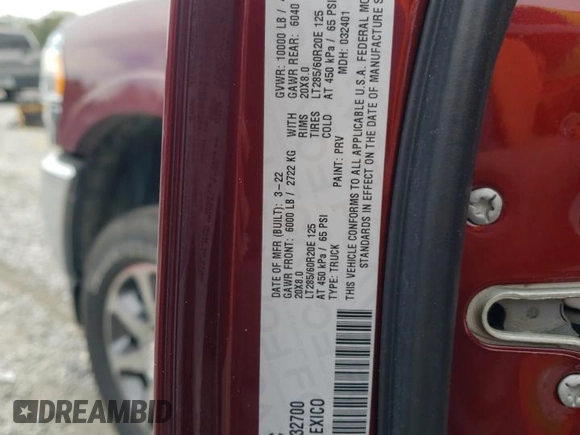 DATE OF MFR (BUILT): 3-22 GVWR: 10000 LB /
GAWR FRONT: 6000 LB / 2722 KG WITH GAWR REAR: 6040
20X8.0 RIMS 20X8.0
LT285/60R20E 125 TIRES LT285/60R20E 125
AT 450 kPa / 65 PSI COLD AT 450 kPa / 65 PSI
TYPE: TRUCK PAINT: PRV MDH: 032401
THIS VEHICLE CONFORMS TO ALL APPLICABLE U.S.A. FEDERAL MO
STANDARDS IN EFFECT ON THE DATE OF MANUFACTURE S
32700
EXICO
DREAMBID